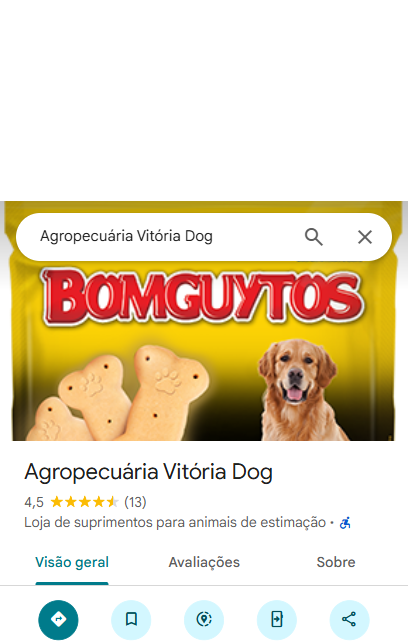 Agropecuária Vitória Dog
BOMGUYTOS
Agropecuária Vitória Dog
4,5 (13)
Loja de suprimentos para animais de estimação ·
Visão geral Avaliações Sobre